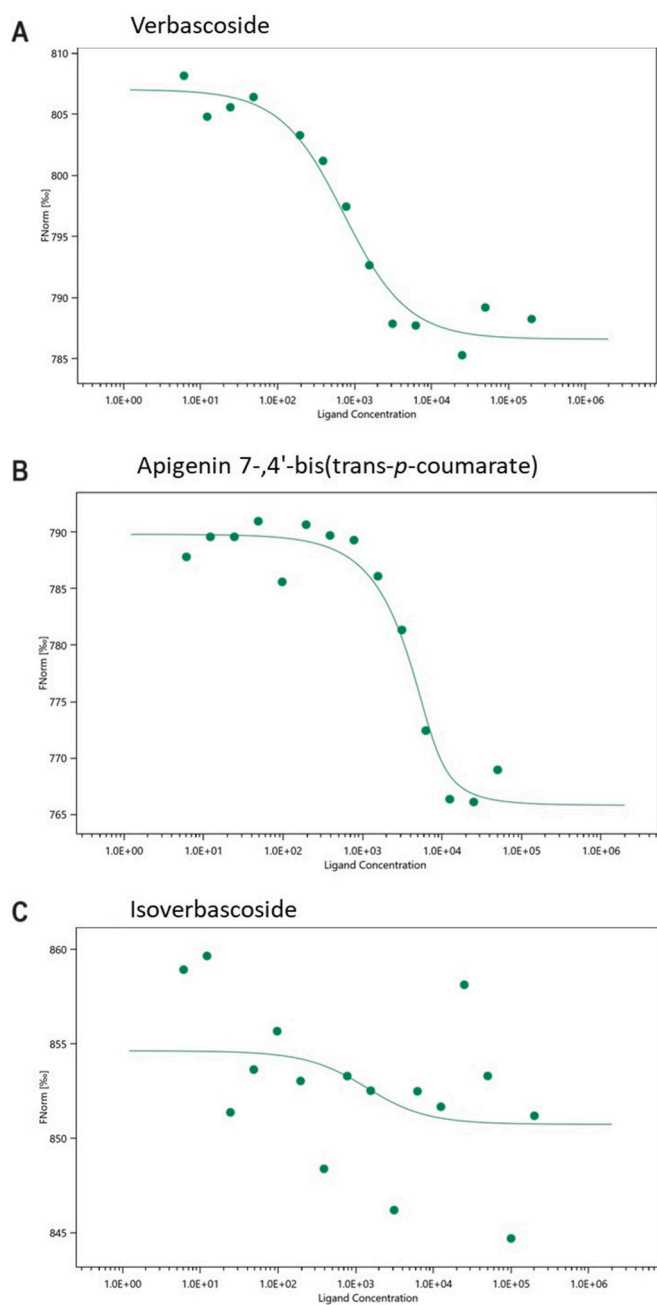 A
Verbascoside
810
805
800
795
790
785
FNorm [‰]
1.0E+00 1.0E+01 1.0E+02 1.0E+03 1.0E+04 1.0E+05 1.0E+06
Ligand Concentration
B
Apigenin 7-,4'-bis(trans-p-coumarate)
790
785
780
775
770
765
FNorm [‰]
1.0E+00 1.0E+01 1.0E+02 1.0E+03 1.0E+04 1.0E+05 1.0E+06
Ligand Concentration
C
Isoverbascoside
860
855
850
845
FNorm [‰]
1.0E+00 1.0E+01 1.0E+02 1.0E+03 1.0E+04 1.0E+05 1.0E+06
Ligand Concentration